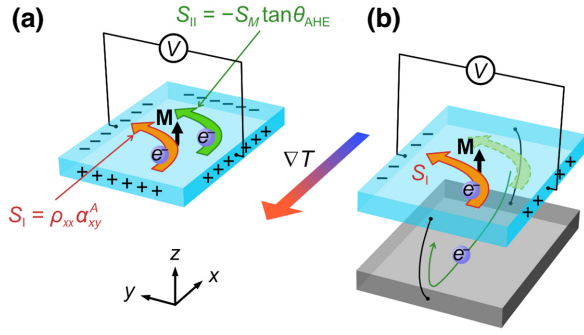 (a)
S_II = −S_M tanθ_AHE
V
M
e⁻
e⁻
− − − − − −
− − − − −
+ + + + + +
+ + + + + +
S_I = ρ_xx α^A_xy
∇T
z
y
x
(b)
V
M
S_I
e⁻
− − − −
+ + + + +
e⁻